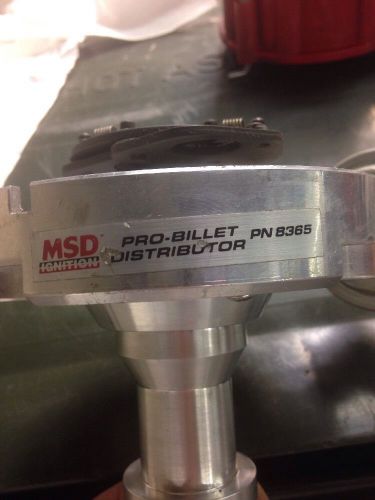 MSD
IGNITION
PRO-BILLET
DISTRIBUTOR
PN 8365